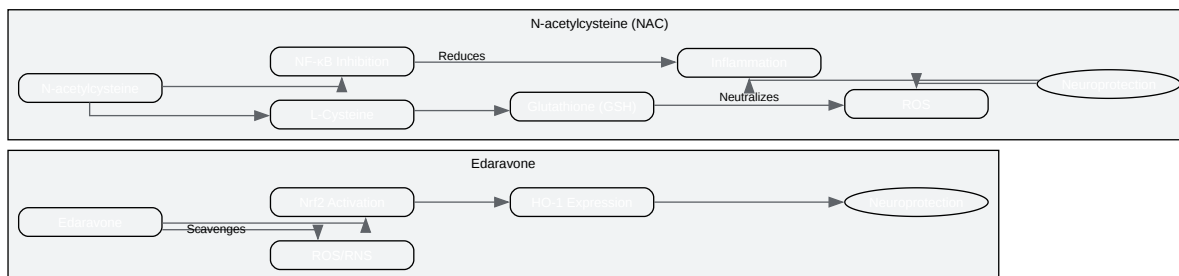 N-acetylcysteine (NAC)
NF-κB Inhibition
Reduces
Inflammation
N-acetylcysteine
Neuroprotection
L-Cysteine
Glutathione (GSH)
Neutralizes
ROS
Edaravone
Nrf2 Activation
HO-1 Expression
Neuroprotection
Edaravone
Scavenges
ROS/RNS